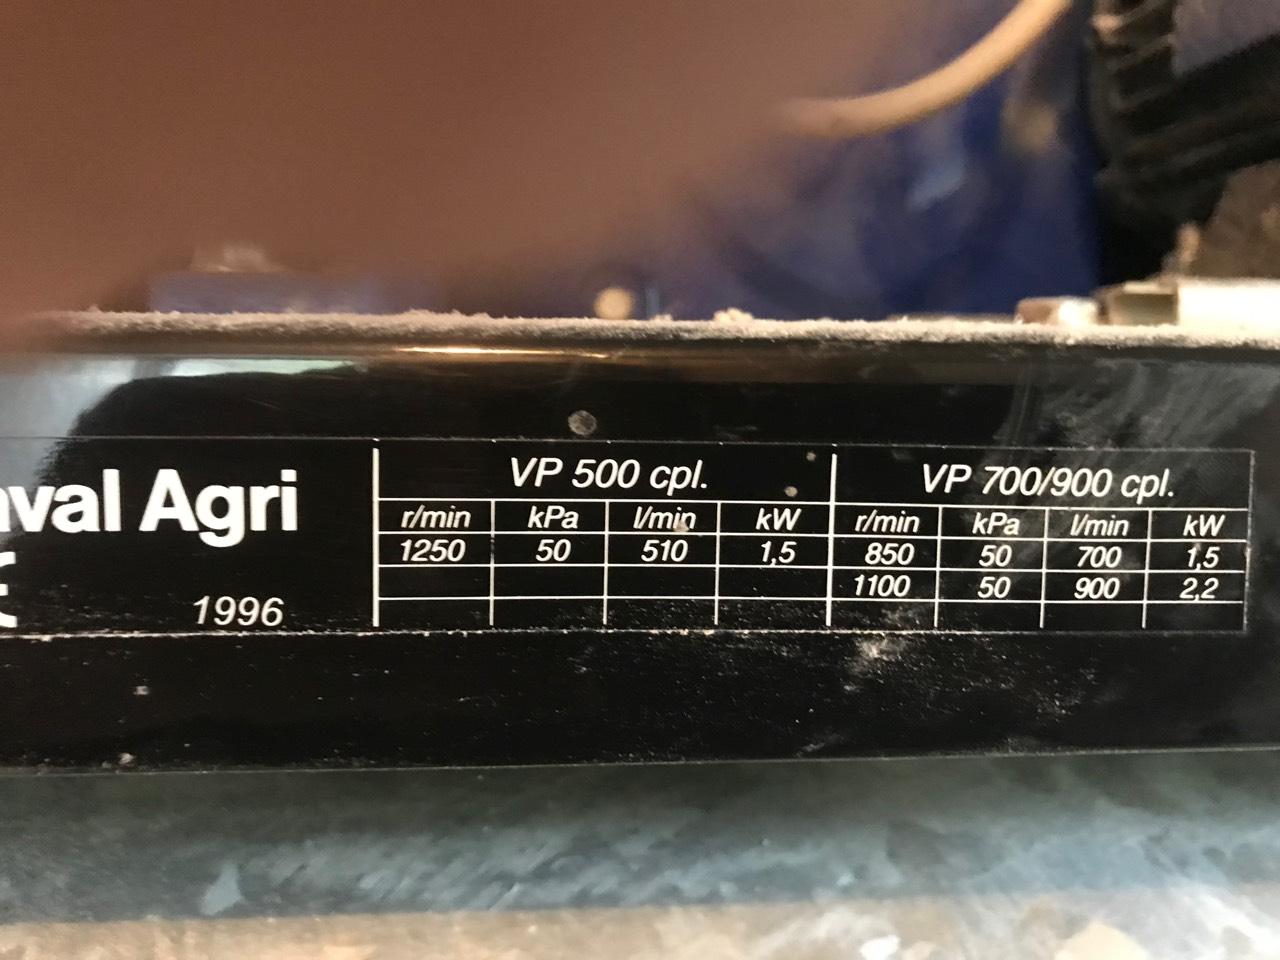 aval Agri
1996
VP 500 cpl. VP 700/900 cpl.
r/min kPa l/min kW r/min kPa l/min kW
1250 50 510 1,5 850 50 700 1,5
1100 50 900 2,2